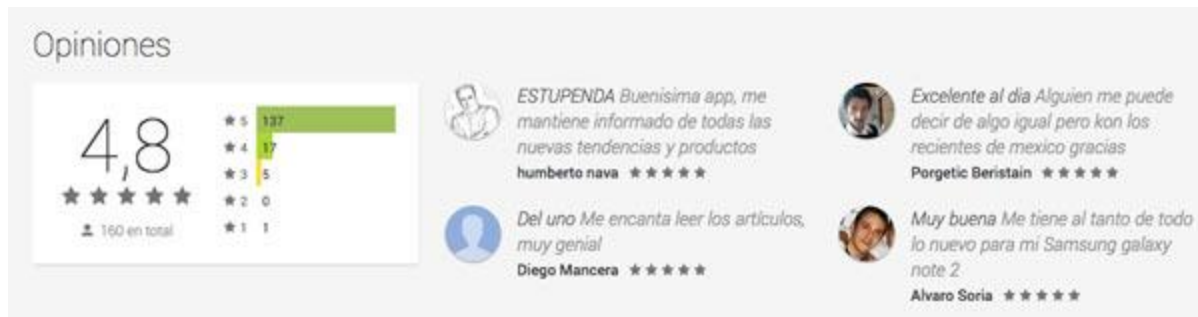 Opiniones
4,8
160 en total
5 137
4 17
3 5
2 0
1 1
ESTUPENDA Buenisima app, me
mantiene informado de todas las
nuevas tendencias y productos
humberto nava
Excelente al dia Alguien me puede
decir de algo igual pero kon los
recientes de mexico gracias
Porgetic Beristain
Del uno Me encanta leer los artículos,
muy genial
Diego Mancera
Muy buena Me tiene al tanto de todo
lo nuevo para mi Samsung galaxy
note 2
Alvaro Soria